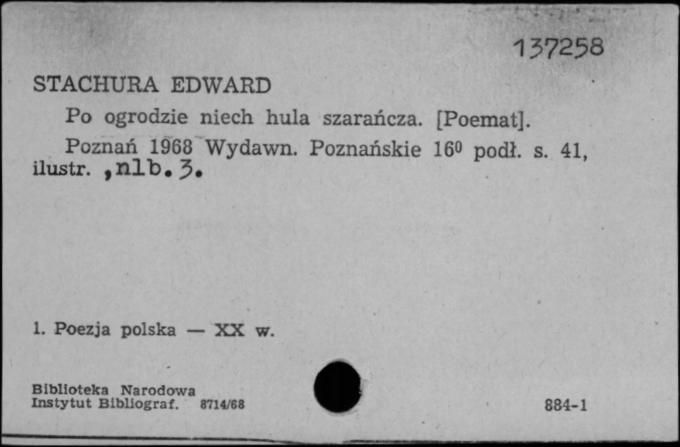 137258
STACHURA EDWARD
Po ogrodzie niech hula szarańcza. [Poemat].
Poznań 1968 Wydawn. Poznańskie 16⁰ podł. s. 41,
ilustr. ,nlb.3.
1. Poezja polska — XX w.
Biblioteka Narodowa
Instytut Bibliograf. 8714/68
884-1